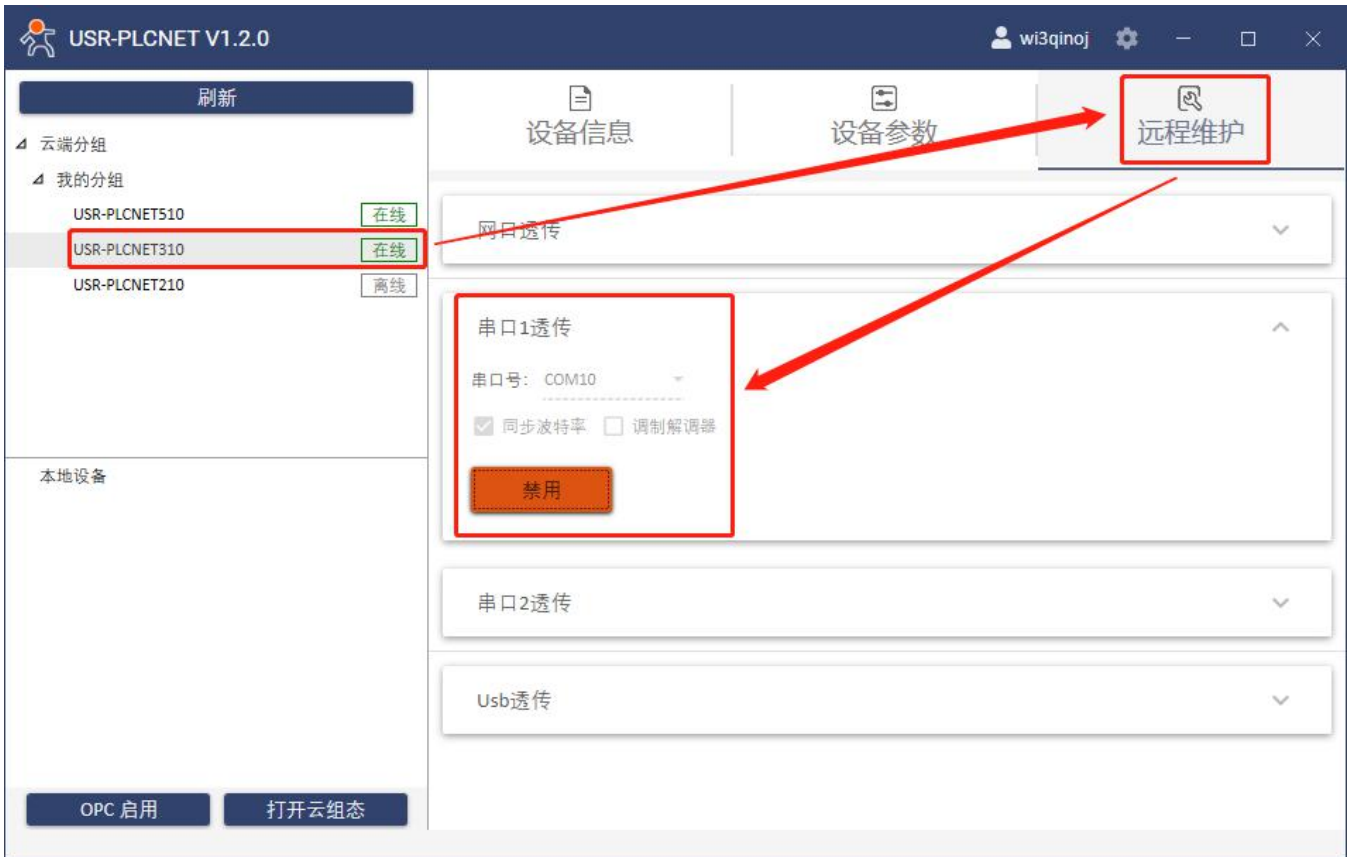 USR-PLCNET V1.2.0
wi3qinoj
刷新
云端分组
我的分组
USR-PLCNET510 在线
USR-PLCNET310 在线
USR-PLCNET210 离线
本地设备
OPC 启用 打开云组态
设备信息 设备参数 远程维护
网口透传
串口1透传
串口号: COM10
同步波特率 调制解调器
禁用
串口2透传
Usb透传